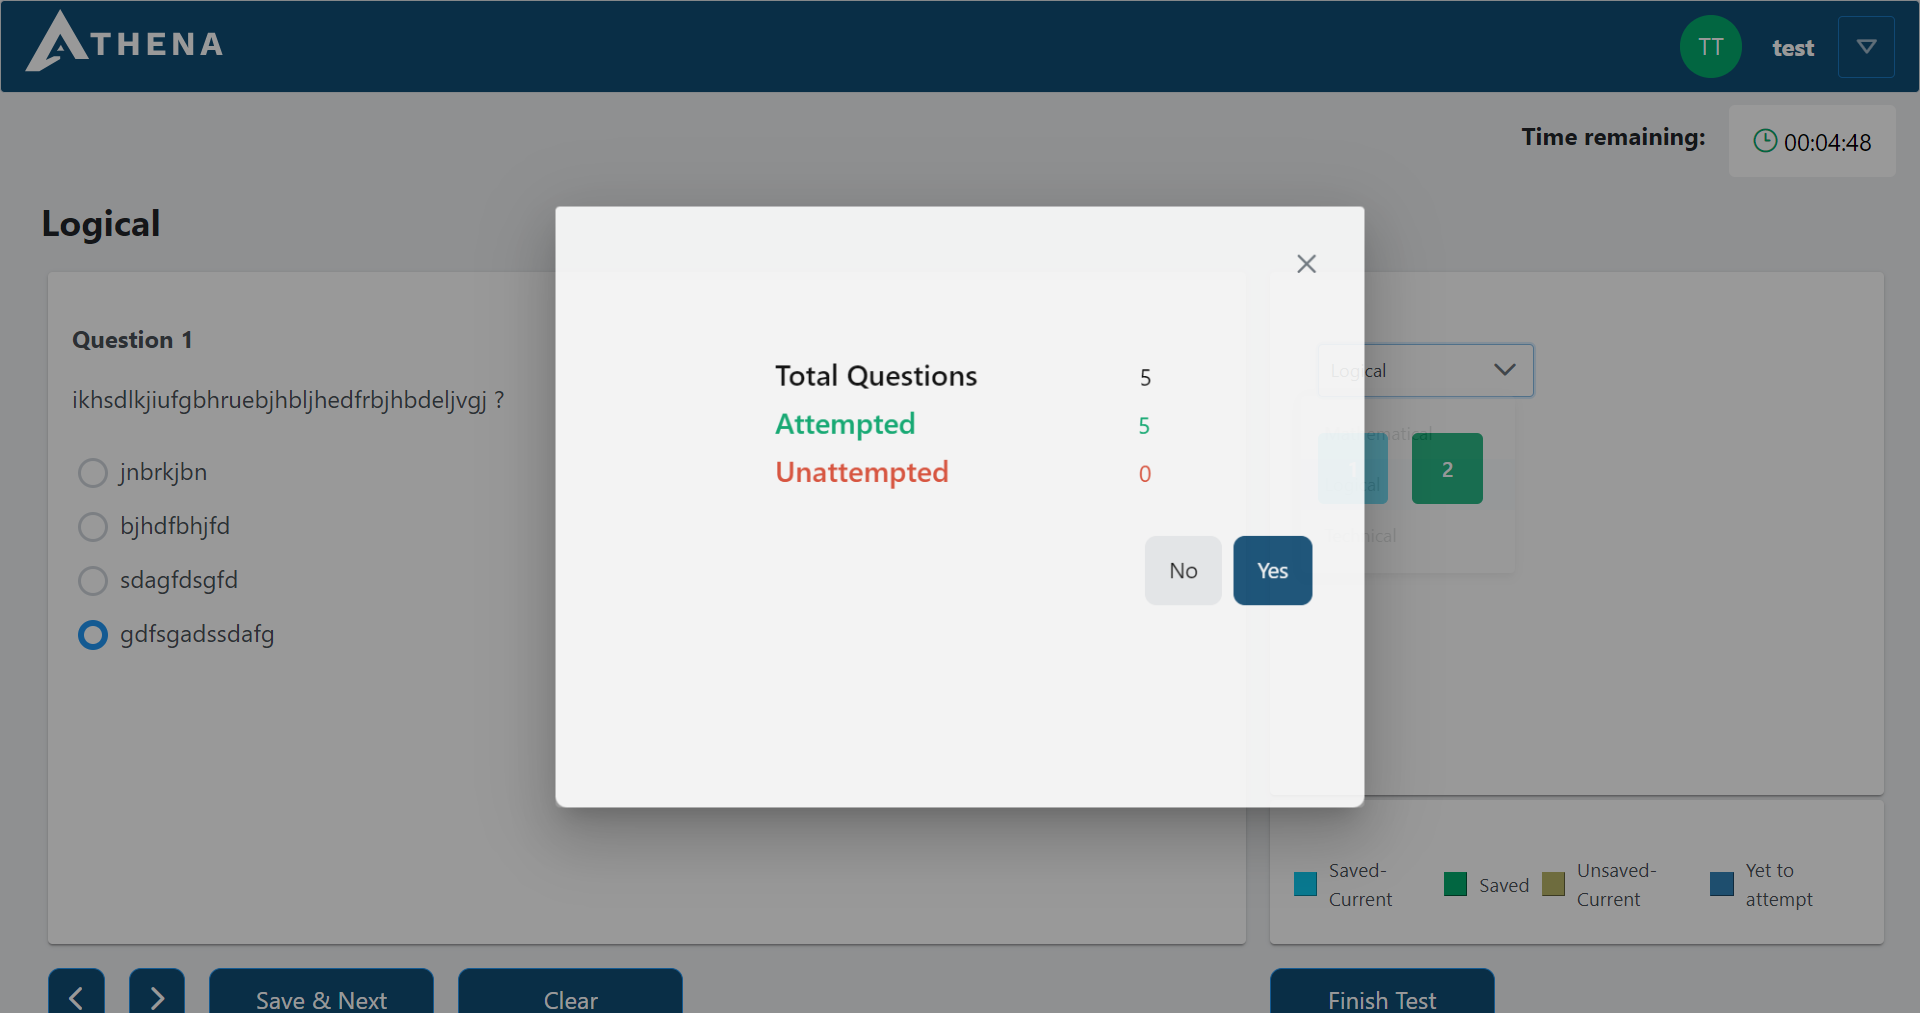 ATHENA
TT
test
Time remaining:
00:04:48
Logical
Question 1
ikhsdlkjiufgbhruebjhbljhedfrbjhbdeljvgj ?
jnbrkjbn
bjhdfbhjfd
sdagfdsgfd
gdfsgadssdafg
Total Questions 5
Attempted 5
Unattempted 0
No
Yes
Logical
Mathematical
1
2
Saved-
Current
Saved
Unsaved-
Current
Yet to
attempt
Save & Next
Clear
Finish Test